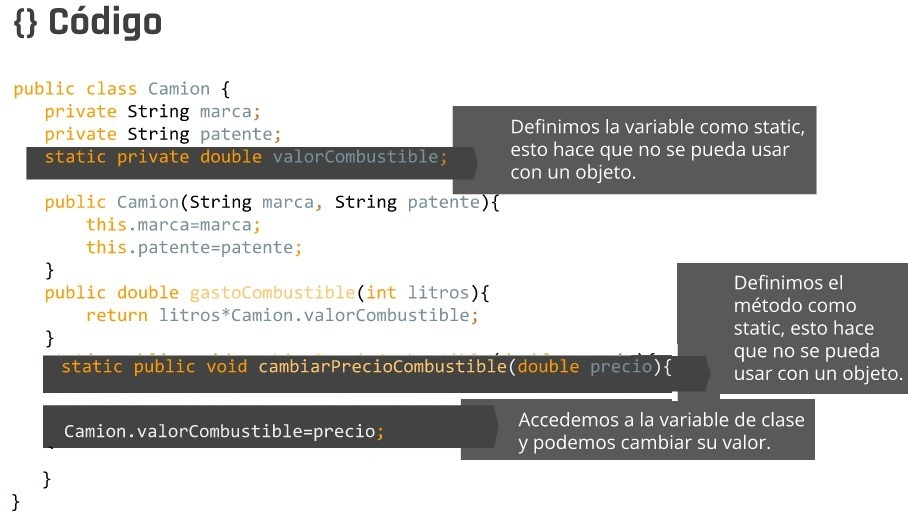 {} Código
public class Camion {
private String marca;
private String patente;
static private double valorCombustible;
Definimos la variable como static,
esto hace que no se pueda usar
con un objeto.
public Camion(String marca, String patente){
this.marca=marca;
this.patente=patente;
}
public double gastoCombustible(int litros){
return litros*Camion.valorCombustible;
}
static public void cambiarPrecioCombustible(double precio){
Definimos el
método como
static, esto hace
que no se pueda
usar con un objeto.
Camion.valorCombustible=precio;
Accedemos a la variable de clase
y podemos cambiar su valor.
}
}